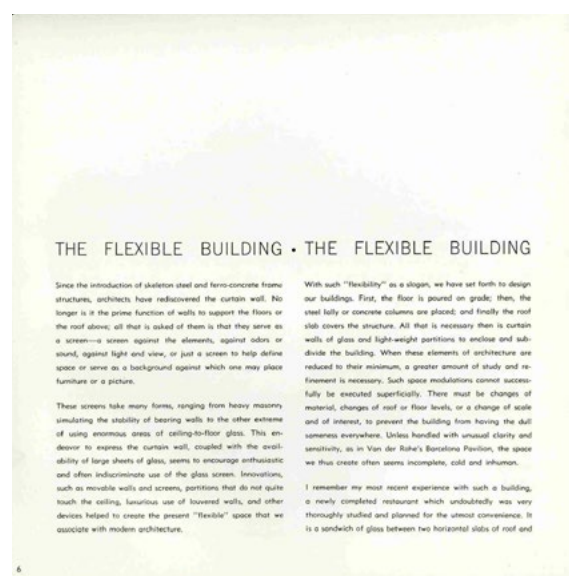 THE FLEXIBLE BUILDING • THE FLEXIBLE BUILDING
Since the introduction of skeleton steel and ferro-concrete frame
structures, architects have rediscovered the curtain wall. No
longer is it the prime function of walls to support the floors or
the roof above; all that is asked of them is that they serve as
a screen—a screen against the elements, against odors or
sound, against light and view, or just a screen to help define
space or serve as a background against which one may place
furniture or a picture.
These screens take many forms, ranging from heavy masonry
simulating the stability of bearing walls to the other extreme
of using enormous areas of ceiling-to-floor glass. This en-
deavor to express the curtain wall, coupled with the avail-
ability of large sheets of glass, seems to encourage enthusiastic
and often indiscriminate use of the glass screen. Innovations,
such as movable walls and screens, partitions that do not quite
touch the ceiling, luxurious use of louvered walls, and other
devices helped to create the present "flexible" space that we
associate with modern architecture.
With such "flexibility" as a slogan, we have set forth to design
our buildings. First, the floor is poured on grade; then, the
steel lally or concrete columns are placed; and finally the roof
slab covers the structure. All that is necessary then is curtain
walls of glass and light-weight partitions to enclose and sub-
divide the building. When these elements of architecture are
reduced to their minimum, a greater amount of study and re-
finement is necessary. Such space modulations cannot success-
fully be executed superficially. There must be changes of
material, changes of roof or floor levels, or a change of scale
and of interest, to prevent the building from having the dull
sameness everywhere. Unless handled with unusual clarity and
sensitivity, as in Van der Rohe's Barcelona Pavilion, the space
we thus create often seems incomplete, cold and inhuman.
I remember my most recent experience with such a building,
a newly completed restaurant which undoubtedly was very
thoroughly studied and planned for the utmost convenience. It
is a sandwich of glass between two horizontal slabs of roof and
6